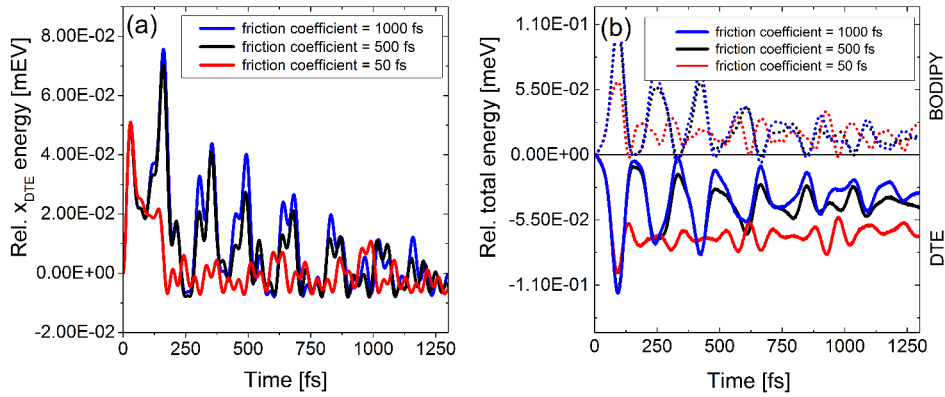 (a)
friction coefficient = 1000 fs
friction coefficient = 500 fs
friction coefficient = 50 fs
Rel. xDTE energy [mEV]
8.00E-02
6.00E-02
4.00E-02
2.00E-02
0.00E+00
-2.00E-02
0 250 500 750 1000 1250
Time [fs]
(b)
friction coefficient = 1000 fs
friction coefficient = 500 fs
friction coefficient = 50 fs
Rel. total energy [meV]
1.10E-01
5.50E-02
0.00E+00
-5.50E-02
-1.10E-01
0 250 500 750 1000 1250
Time [fs]
BODIPY
DTE